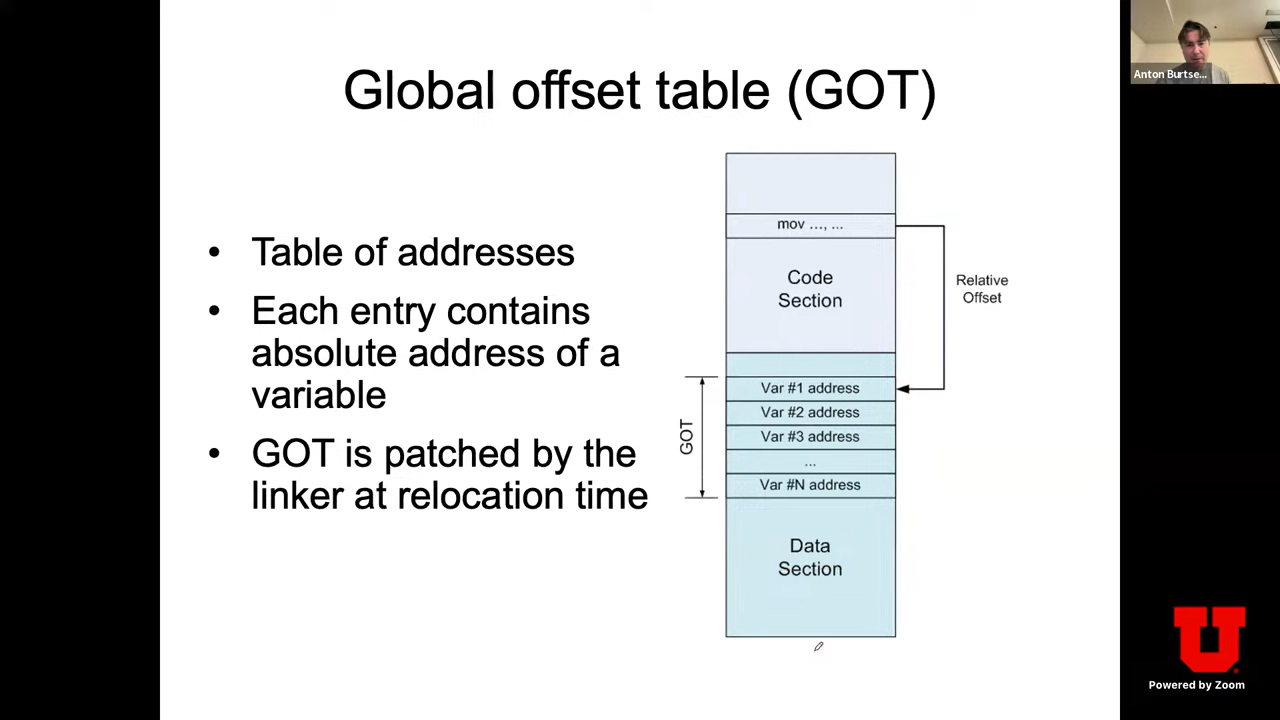 Global offset table (GOT)
• Table of addresses
• Each entry contains
absolute address of a
variable
• GOT is patched by the
linker at relocation time
mov ..., ...
Code
Section
Relative
Offset
GOT
Var #1 address
Var #2 address
Var #3 address
...
Var #N address
Data
Section
Anton Burtse...
U
Powered by Zoom